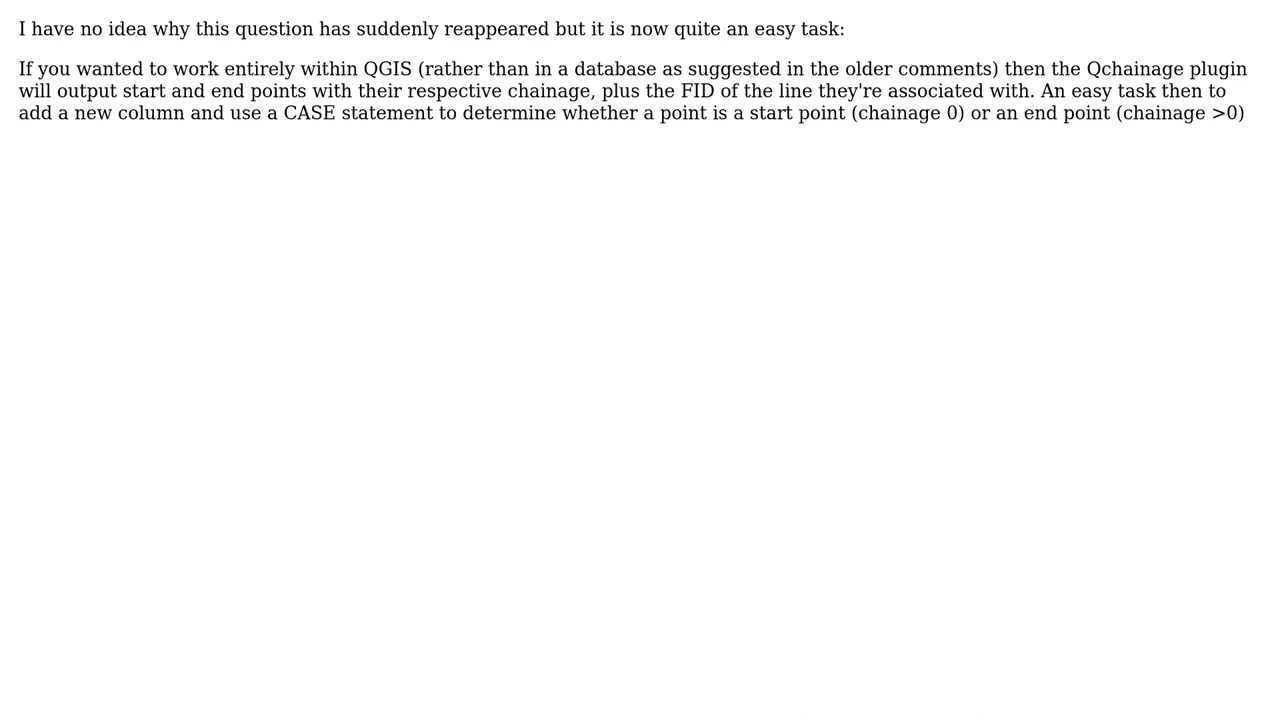 I have no idea why this question has suddenly reappeared but it is now quite an easy task:
If you wanted to work entirely within QGIS (rather than in a database as suggested in the older comments) then the Qchainage plugin
will output start and end points with their respective chainage, plus the FID of the line they're associated with. An easy task then to
add a new column and use a CASE statement to determine whether a point is a start point (chainage 0) or an end point (chainage >0)